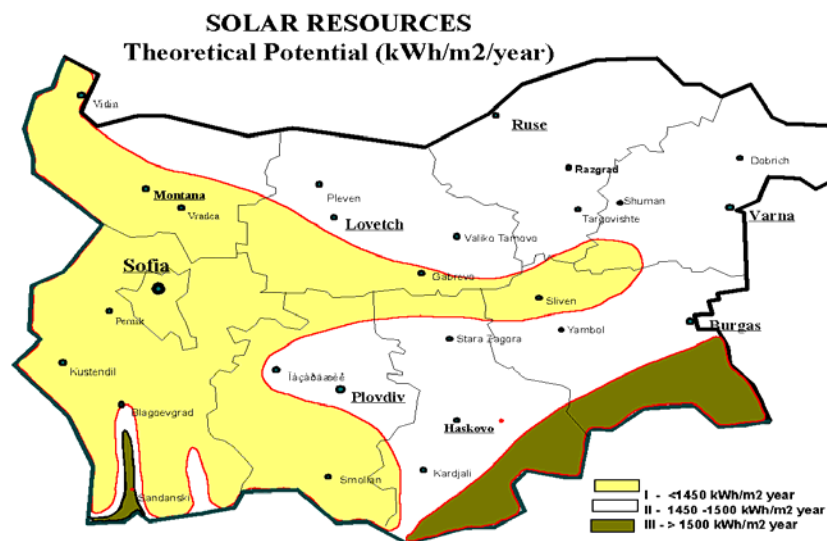 SOLAR RESOURCES
Theoretical Potential (kWh/m2/year)
Vidin
Ruse
Dobrich
Razgrad
Montana
Pleven
Shuman
Vratca
Targovishte
Varna
Lovetch
Valiko Tarnovo
Sofia
Gabrevo
Sliven
Pernik
Burgas
Yambol
Stara Zagora
Kustendil
Ïàçàðäæèê
Plovdiv
Blagoevgrad
Haskovo
Kardjali
Smolian
Sandanski
I - <1450 kWh/m2 year
II - 1450 -1500 kWh/m2 year
III - > 1500 kWh/m2 year